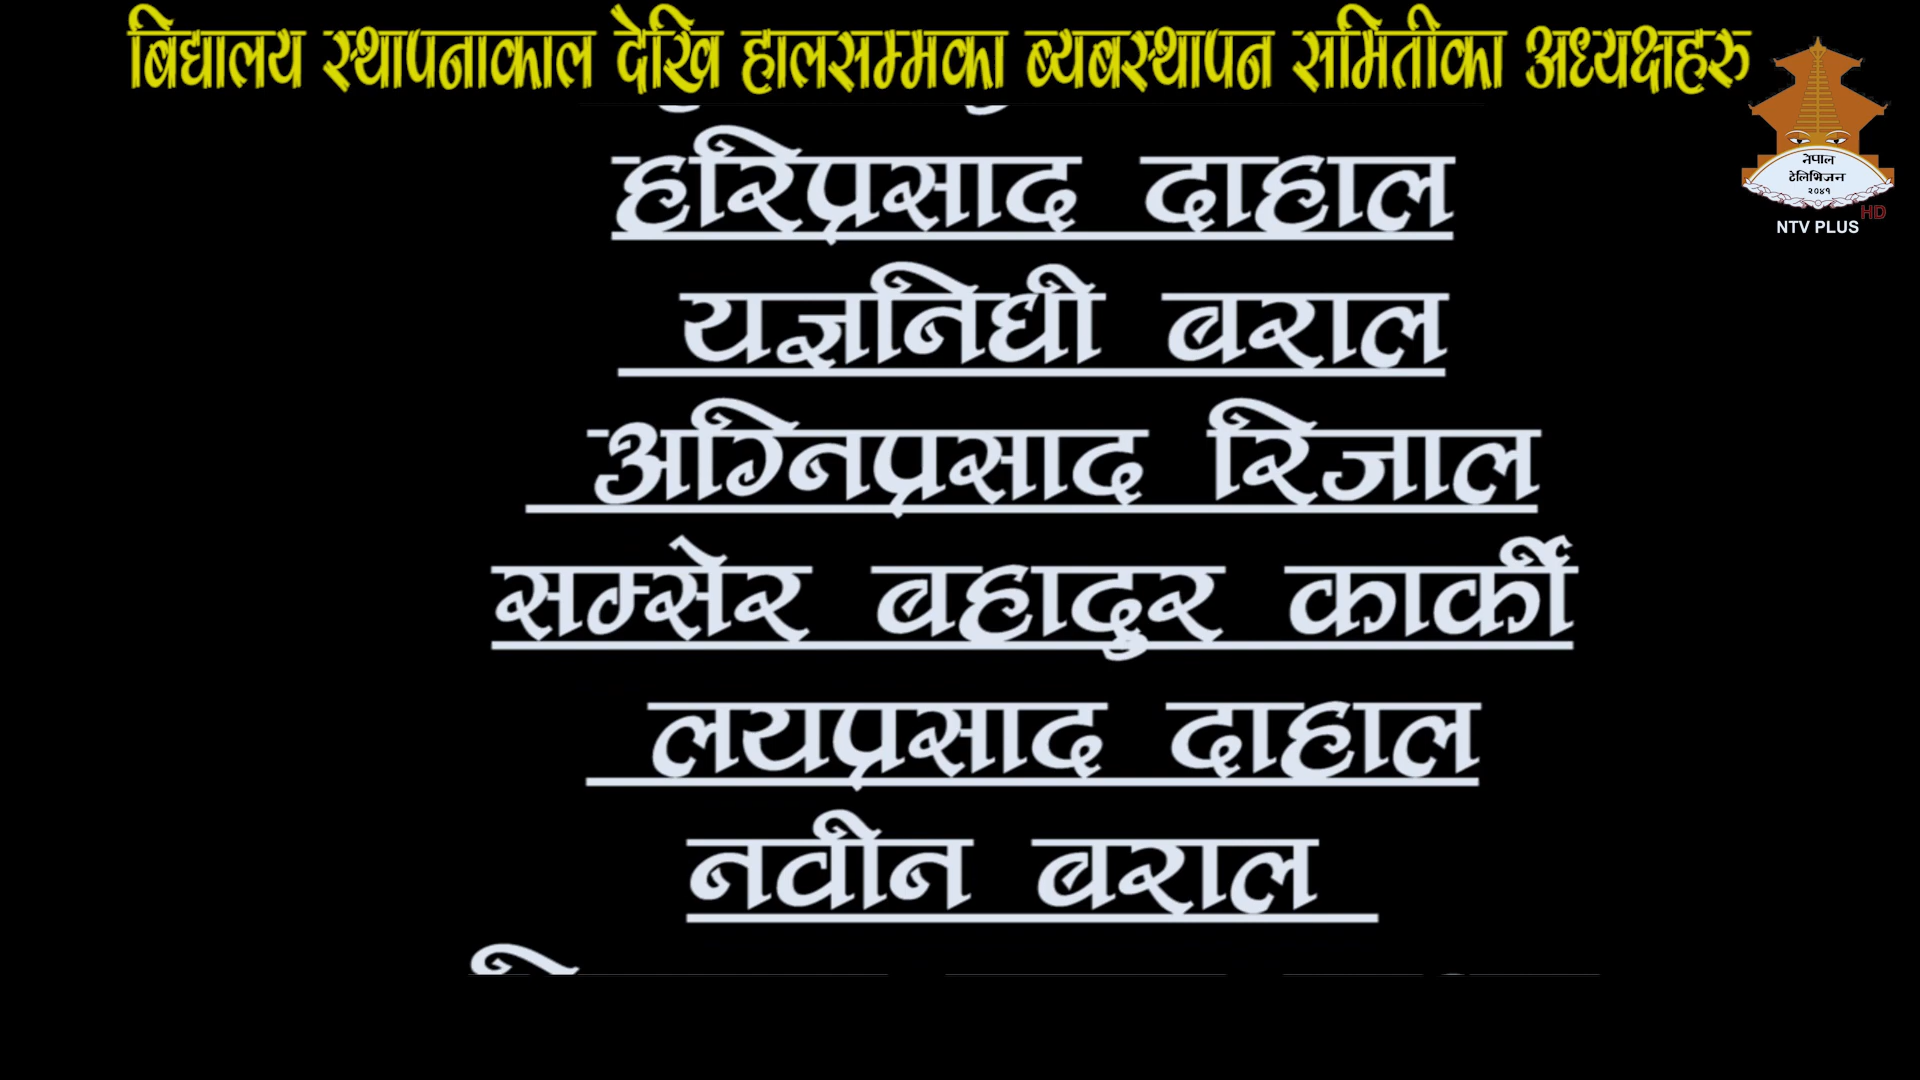 बिद्यालय स्थापनाकाल देखि हालसम्मका ब्यबस्थापन समितीका अध्यक्षहरु
हरिप्रसाद दाहाल
यज्ञनिधी बराल
अग्निप्रसाद रिजाल
सम्सेर बहादुर कार्की
लयप्रसाद दाहाल
नवीन बराल
नेपाल
टेलिभिजन
२०४१
HD
NTV PLUS